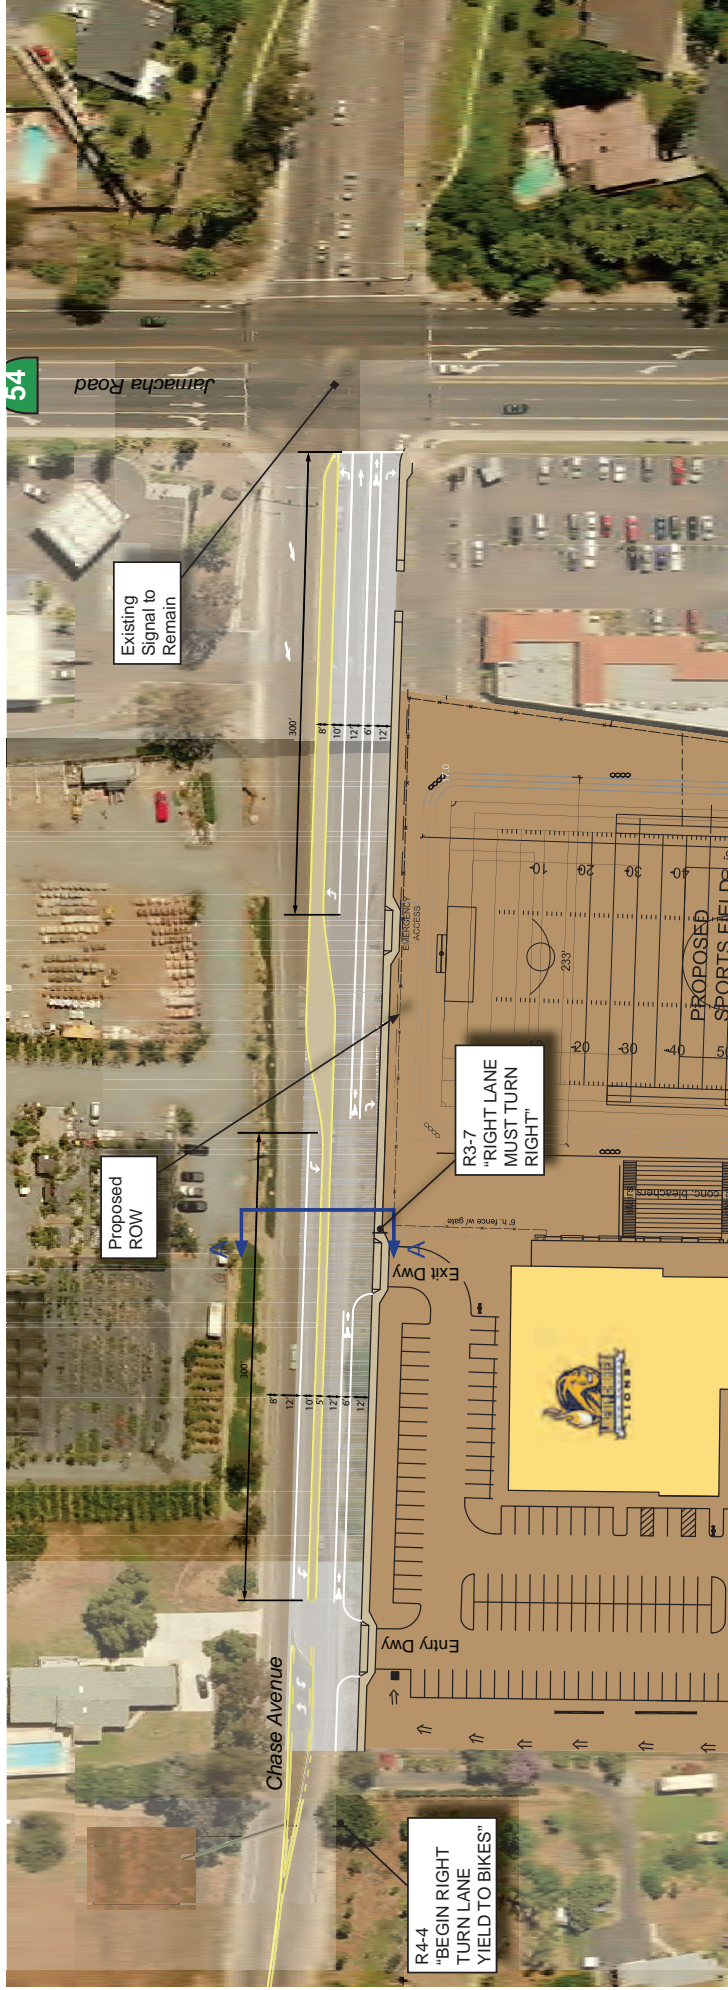 54
Jamacha Road
Existing
Signal to
Remain
300'
8'
10'
12'
6'
12'
EMERGENCY
ACCESS
233'
10
20
30
40
10
20
30
40
50
PROPOSED
SPORTS FIELD
Proposed
ROW
R3-7
"RIGHT LANE
MUST TURN
RIGHT"
A
A
6' h. fence w/ gate
conc. bleachers
Exit Dwy
300'
8'
12'
10'
5'
12'
6'
12'
LIONS
Entry Dwy
Chase Avenue
R4-4
"BEGIN RIGHT
TURN LANE
YIELD TO BIKES"